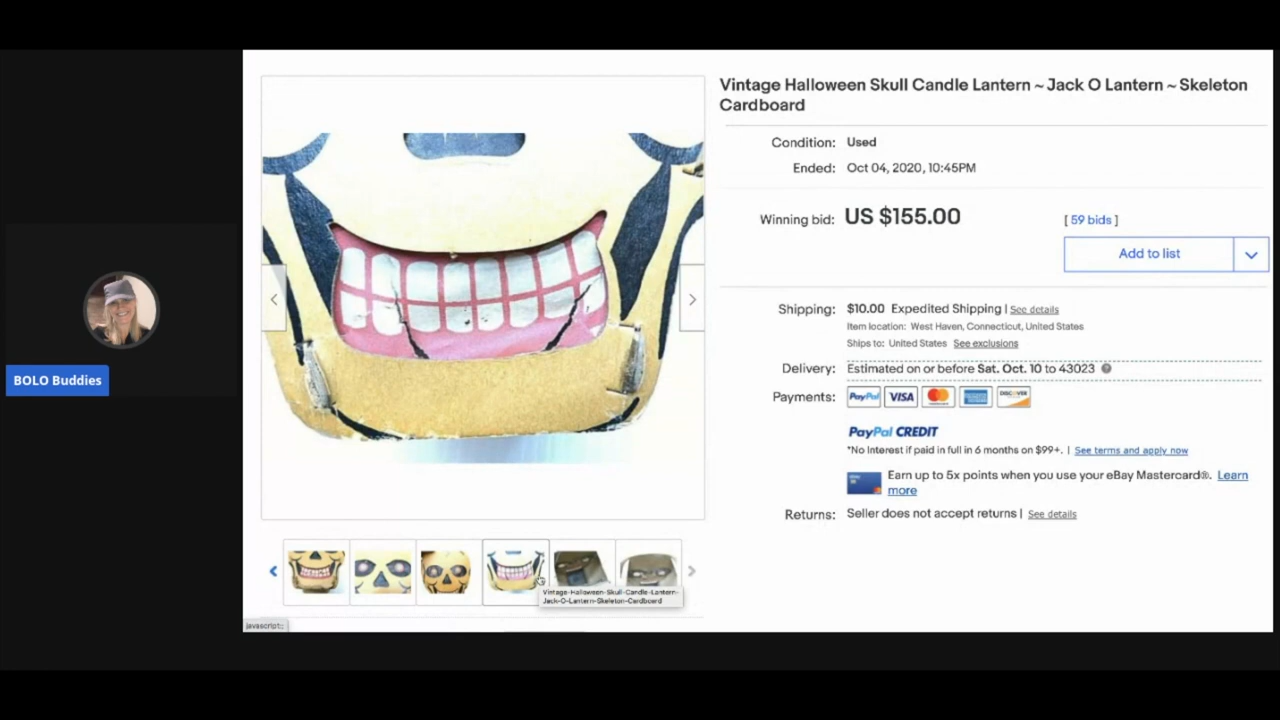 Vintage Halloween Skull Candle Lantern ~ Jack O Lantern ~ Skeleton
Cardboard
Condition: Used
Ended: Oct 04, 2020, 10:45PM
Winning bid: US $155.00 [ 59 bids ]
Add to list
Shipping: $10.00 Expedited Shipping | See details
Item location: West Haven, Connecticut, United States
Ships to: United States See exclusions
Delivery: Estimated on or before Sat. Oct. 10 to 43023
Payments: PayPal VISA MasterCard DISCOVER
PayPal CREDIT
*No Interest if paid in full in 6 months on $99+. | See terms and apply now
Earn up to 5x points when you use your eBay Mastercard®. Learn
more
Returns: Seller does not accept returns | See details
BOLO Buddies
Vintage-Halloween-Skull-Candle-Lantern-
Jack-O-Lantern-Skeleton-Cardboard
javascript:;